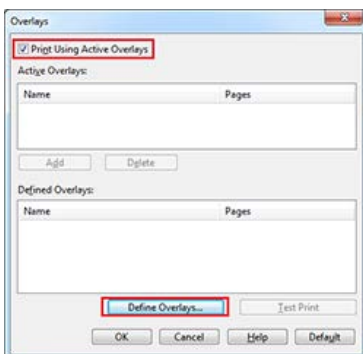 Overlays
Print Using Active Overlays
Active Overlays:
Name Pages
Add Delete
Defined Overlays:
Name Pages
Define Overlays... Test Print
OK Cancel Help Default